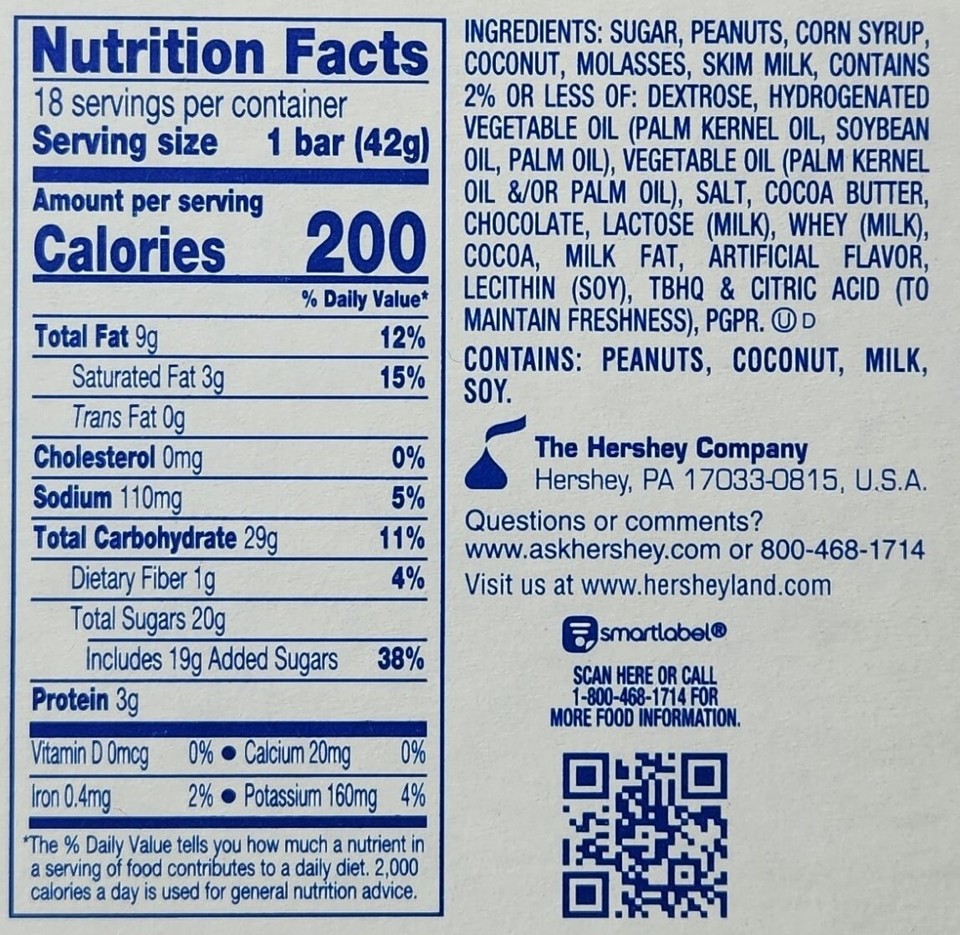 Nutrition Facts
18 servings per container
Serving size 1 bar (42g)
Amount per serving
Calories 200
% Daily Value*
Total Fat 9g 12%
Saturated Fat 3g 15%
Trans Fat 0g
Cholesterol 0mg 0%
Sodium 110mg 5%
Total Carbohydrate 29g 11%
Dietary Fiber 1g 4%
Total Sugars 20g
Includes 19g Added Sugars 38%
Protein 3g
Vitamin D 0mcg 0% ● Calcium 20mg 0%
Iron 0.4mg 2% ● Potassium 160mg 4%
*The % Daily Value tells you how much a nutrient in
a serving of food contributes to a daily diet. 2,000
calories a day is used for general nutrition advice.
INGREDIENTS: SUGAR, PEANUTS, CORN SYRUP,
COCONUT, MOLASSES, SKIM MILK, CONTAINS
2% OR LESS OF: DEXTROSE, HYDROGENATED
VEGETABLE OIL (PALM KERNEL OIL, SOYBEAN
OIL, PALM OIL), VEGETABLE OIL (PALM KERNEL
OIL &/OR PALM OIL), SALT, COCOA BUTTER,
CHOCOLATE, LACTOSE (MILK), WHEY (MILK),
COCOA, MILK FAT, ARTIFICIAL FLAVOR,
LECITHIN (SOY), TBHQ & CITRIC ACID (TO
MAINTAIN FRESHNESS), PGPR. Ⓤ D
CONTAINS: PEANUTS, COCONUT, MILK,
SOY.
The Hershey Company
Hershey, PA 17033-0815, U.S.A.
Questions or comments?
www.askhershey.com or 800-468-1714
Visit us at www.hersheyland.com
smartlabel®
SCAN HERE OR CALL
1-800-468-1714 FOR
MORE FOOD INFORMATION.